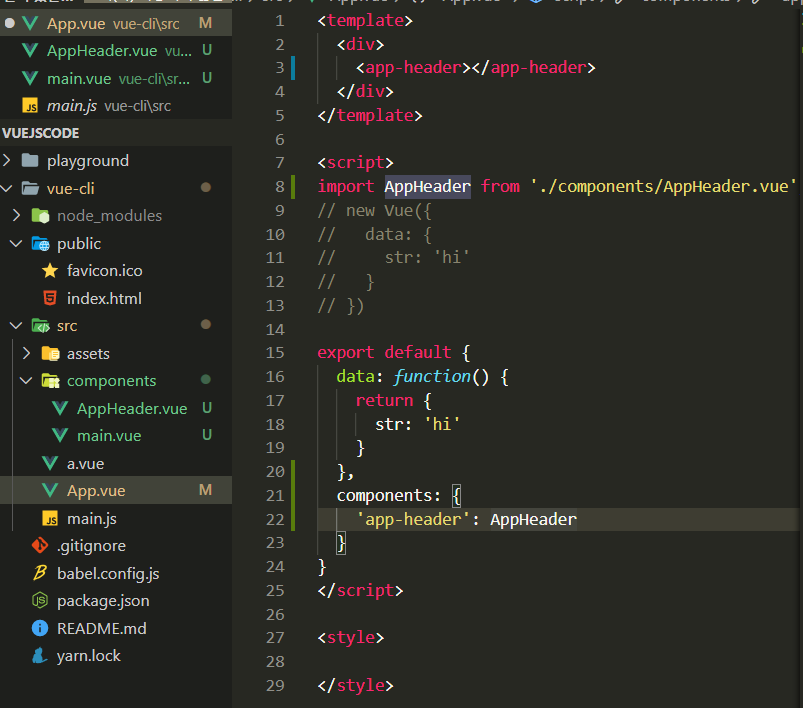 App.vue vue-cli\src M
AppHeader.vue vu... U
main.vue vue-cli\sr... U
main.js vue-cli\src
VUEJSCODE
playground
vue-cli
node_modules
public
favicon.ico
index.html
src
assets
components
AppHeader.vue U
main.vue U
a.vue
App.vue M
main.js
.gitignore
babel.config.js
package.json
README.md
yarn.lock
1 <template>
2 <div>
3 <app-header></app-header>
4 </div>
5 </template>
6
7 <script>
8 import AppHeader from './components/AppHeader.vue'
9 // new Vue({
10 // data: {
11 // str: 'hi'
12 // }
13 // })
14
15 export default {
16 data: function() {
17 return {
18 str: 'hi'
19 }
20 },
21 components: {
22 'app-header': AppHeader
23 }
24 }
25 </script>
26
27 <style>
28
29 </style>